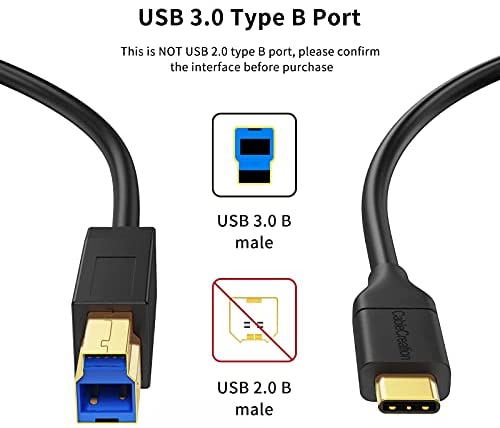 USB 3.0 Type B Port
This is NOT USB 2.0 type B port, please confirm
the interface before purchase
USB 3.0 B
male
USB 2.0 B
male
CableCreation